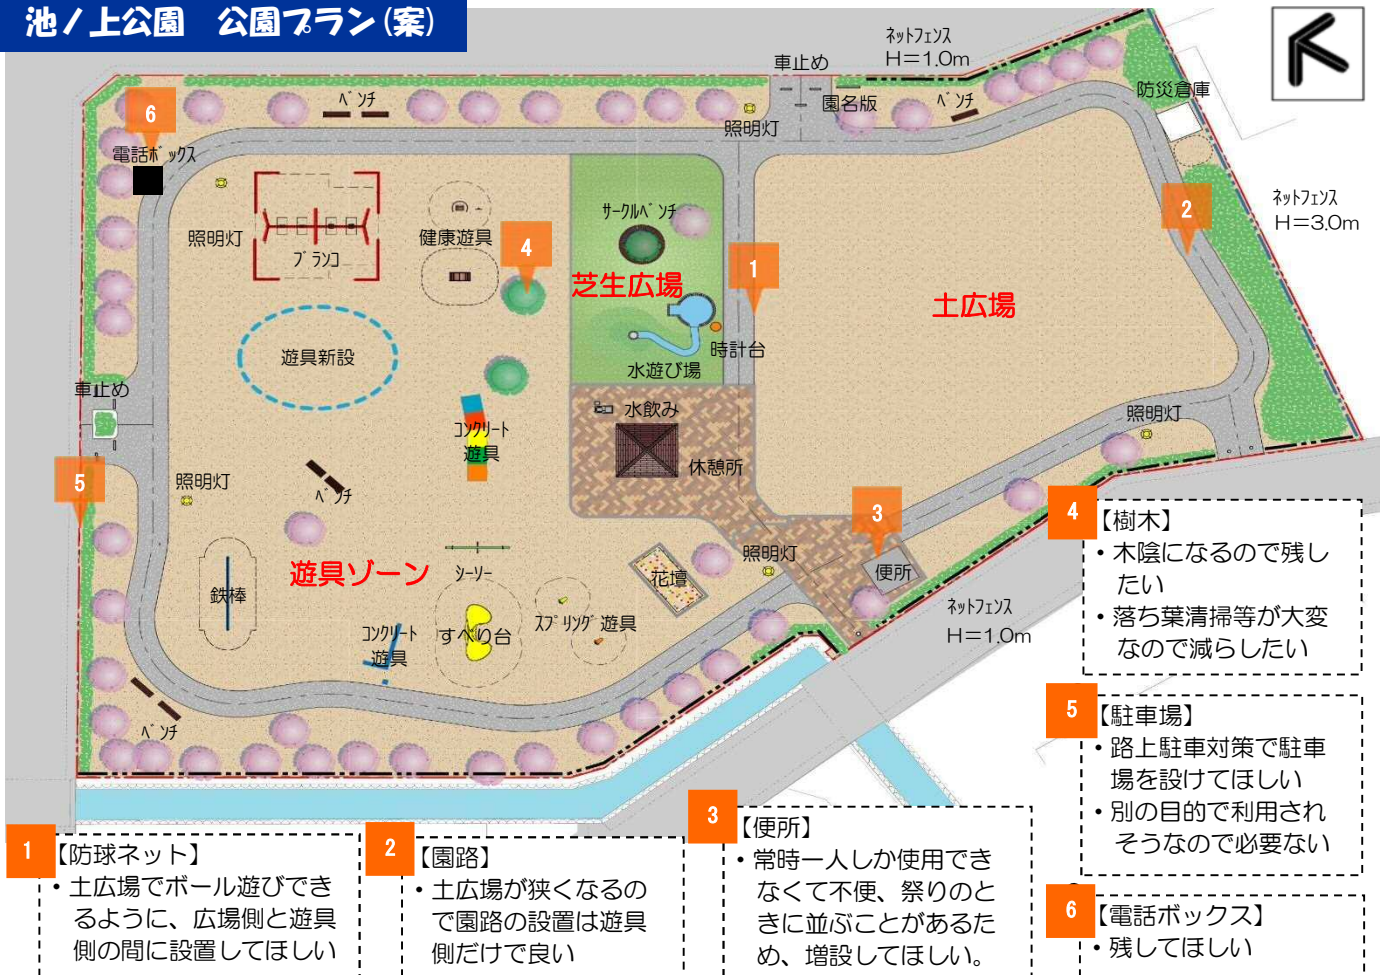 池ノ上公園　公園プラン(案)
ネットフェンス
H=1.0m
車止め
園名版
ベンチ
防災倉庫
ベンチ
照明灯
6
電話ボックス
ネットフェンス
H=3.0m
2
サークルベンチ
照明灯
健康遊具
4
ブランコ
1
芝生広場
土広場
遊具新設
時計台
水遊び場
車止め
水飲み
照明灯
コンクリート
遊具
休憩所
5
照明灯
ベンチ
3
照明灯
遊具ゾーン
シーソー
花壇
便所
鉄棒
コンクリート
遊具
すべり台
スプリング遊具
ネットフェンス
H=1.0m
ベンチ
4
【樹木】
・木陰になるので残し
たい
・落ち葉清掃等が大変
なので減らしたい
5
【駐車場】
・路上駐車対策で駐車
場を設けてほしい
・別の目的で利用され
そうなので必要ない
1
【防球ネット】
・土広場でボール遊びでき
るように、広場側と遊具
側の間に設置してほしい
2
【園路】
・土広場が狭くなるの
で園路の設置は遊具
側だけで良い
3
【便所】
・常時一人しか使用でき
なくて不便、祭りのと
きに並ぶことがあるた
め、増設してほしい。
6
【電話ボックス】
・残してほしい